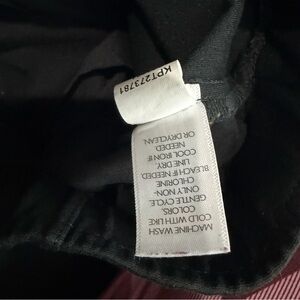 KPT273781
MACHINE WASH
COLD WITH LIKE
COLORS,
GENTLE CYCLE.
ONLY NON-
CHLORINE
BLEACH IF NEEDED.
LINE DRY.
COOL IRON IF
NEEDED
OR DRYCLEAN.